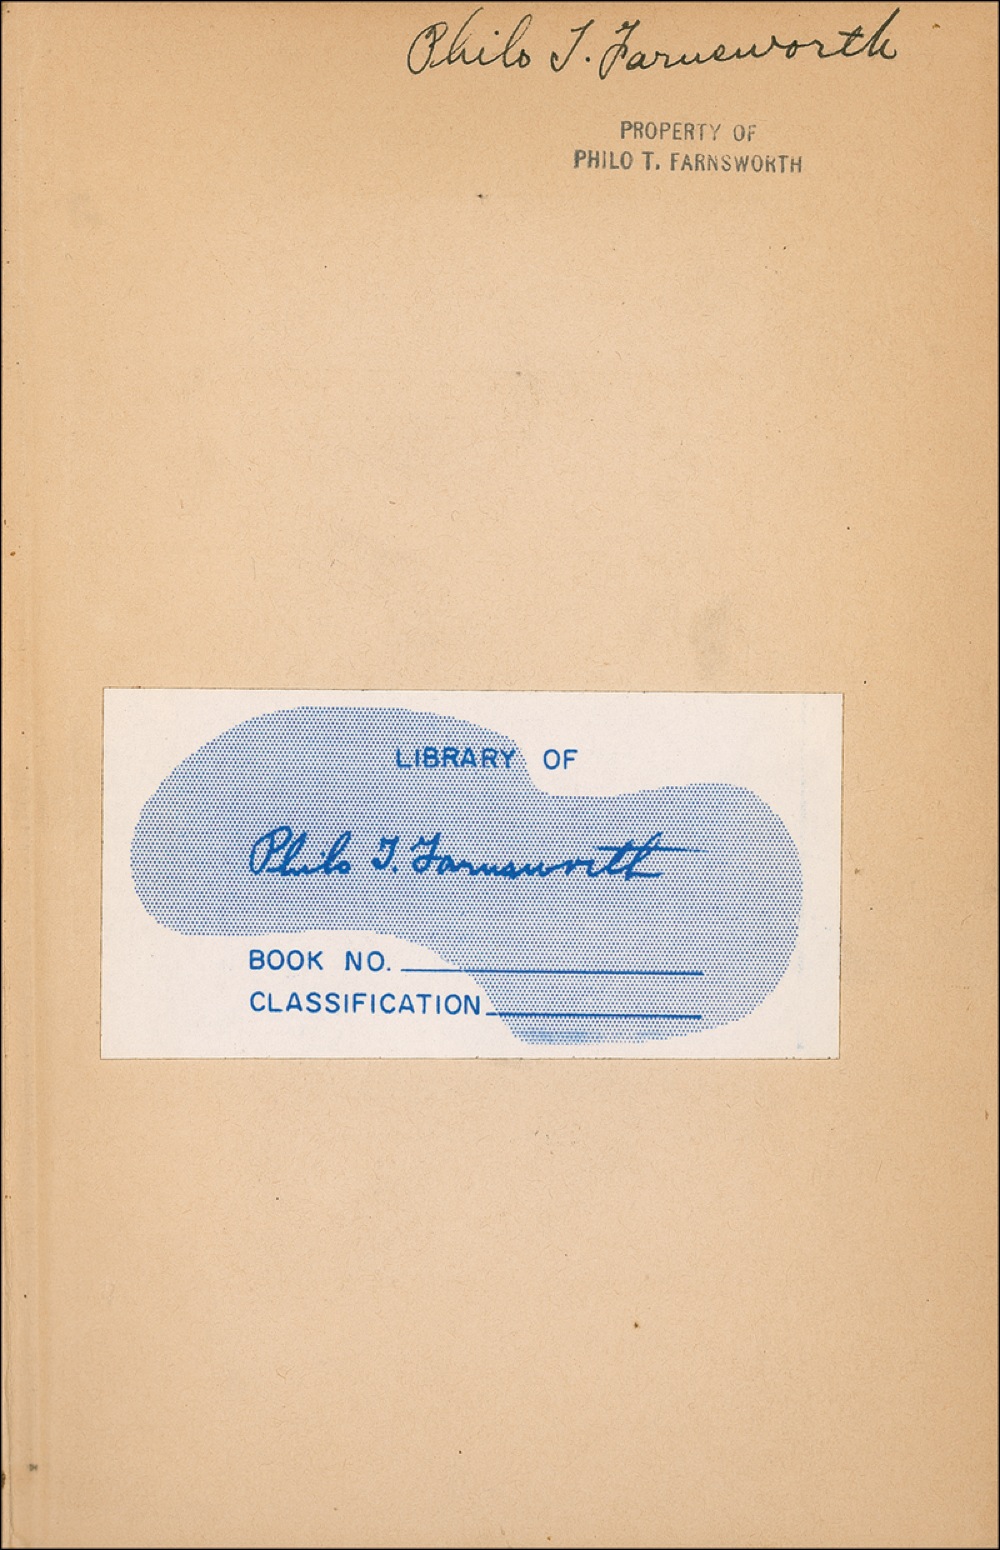 Philo T. Farnsworth
PROPERTY OF
PHILO T. FARNSWORTH
LIBRARY OF
Philo T. Farnsworth
BOOK NO.
CLASSIFICATION